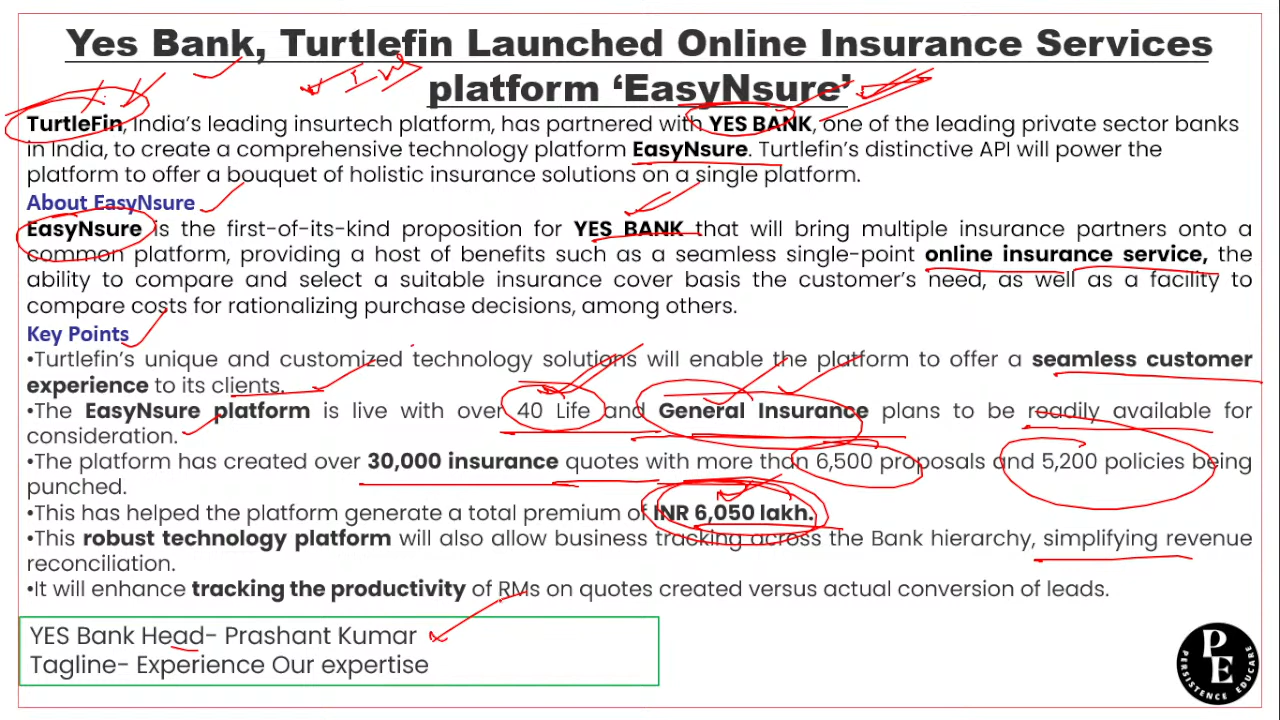 Yes Bank, Turtlefin Launched Online Insurance Services
platform ‘EasyNsure’
TurtleFin, India’s leading insurtech platform, has partnered with YES BANK, one of the leading private sector banks
in India, to create a comprehensive technology platform EasyNsure. Turtlefin’s distinctive API will power the
platform to offer a bouquet of holistic insurance solutions on a single platform.
About EasyNsure
EasyNsure is the first-of-its-kind proposition for YES BANK that will bring multiple insurance partners onto a
common platform, providing a host of benefits such as a seamless single-point online insurance service, the
ability to compare and select a suitable insurance cover basis the customer’s need, as well as a facility to
compare costs for rationalizing purchase decisions, among others.
Key Points
•Turtlefin’s unique and customized technology solutions will enable the platform to offer a seamless customer
experience to its clients.
•The EasyNsure platform is live with over 40 Life and General Insurance plans to be readily available for
consideration.
•The platform has created over 30,000 insurance quotes with more than 6,500 proposals and 5,200 policies being
punched.
•This has helped the platform generate a total premium of INR 6,050 lakh.
•This robust technology platform will also allow business tracking across the Bank hierarchy, simplifying revenue
reconciliation.
•It will enhance tracking the productivity of RMs on quotes created versus actual conversion of leads.
YES Bank Head- Prashant Kumar
Tagline- Experience Our expertise
P
E
PERSISTENCE EDUCARE